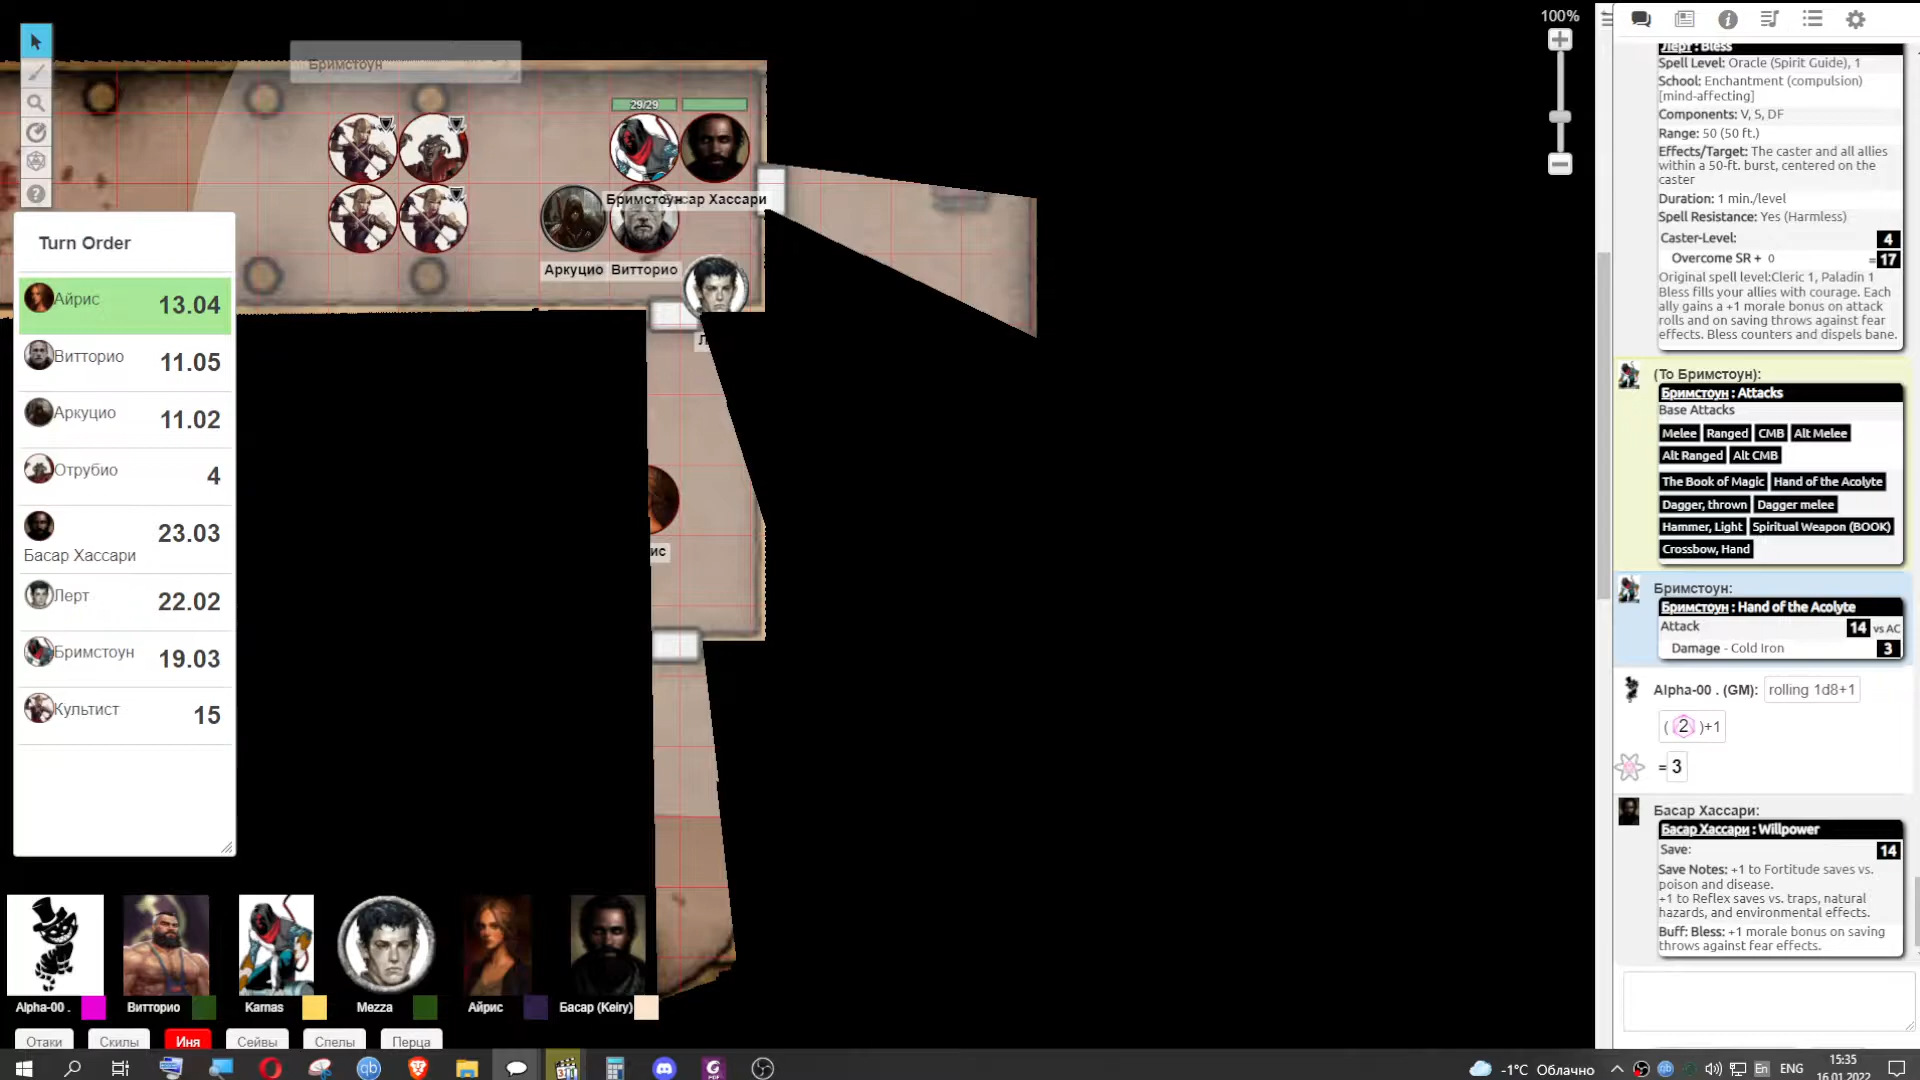 Бримстоун
29/29
Бримстоун
сар Хассари
Аркуцио
Витторио
Л
ис
Turn Order
Айрис
13.04
Витторио
11.05
Аркуцио
11.02
Отрубио
4
Басар Хассари
23.03
Лерт
22.02
Бримстоун
19.03
Культист
15
Alpha-00 .
Витторио
Karnas
Mezza
Айрис
Басар (Keiry)
Отаки
Скилы
Иня
Сейвы
Спелы
Перца
100%
Лерт : Bless
Spell Level: Oracle (Spirit Guide), 1
School: Enchantment (compulsion)
[mind-affecting]
Components: V, S, DF
Range: 50 (50 ft.)
Effects/Target: The caster and all allies
within a 50-ft. burst, centered on the
caster
Duration: 1 min./level
Spell Resistance: Yes (Harmless)
Caster-Level: 4
Overcome SR + 0 =17
Original spell level:Cleric 1, Paladin 1
Bless fills your allies with courage. Each
ally gains a +1 morale bonus on attack
rolls and on saving throws against fear
effects. Bless counters and dispels bane.
(To Бримстоун):
Бримстоун : Attacks
Base Attacks
Melee Ranged CMB Alt Melee
Alt Ranged Alt CMB
The Book of Magic Hand of the Acolyte
Dagger, thrown Dagger melee
Hammer, Light Spiritual Weapon (BOOK)
Crossbow, Hand
Бримстоун:
Бримстоун : Hand of the Acolyte
Attack 14 vs AC
Damage - Cold Iron 3
Alpha-00 . (GM): rolling 1d8+1
( 2 )+1
= 3
Басар Хассари:
Басар Хассари : Willpower
Save: 14
Save Notes: +1 to Fortitude saves vs.
poison and disease.
+1 to Reflex saves vs. traps, natural
hazards, and environmental effects.
Buff: Bless: +1 morale bonus on saving
throws against fear effects.
-1°C Облачно
En
ENG
15:35
16.01.2022